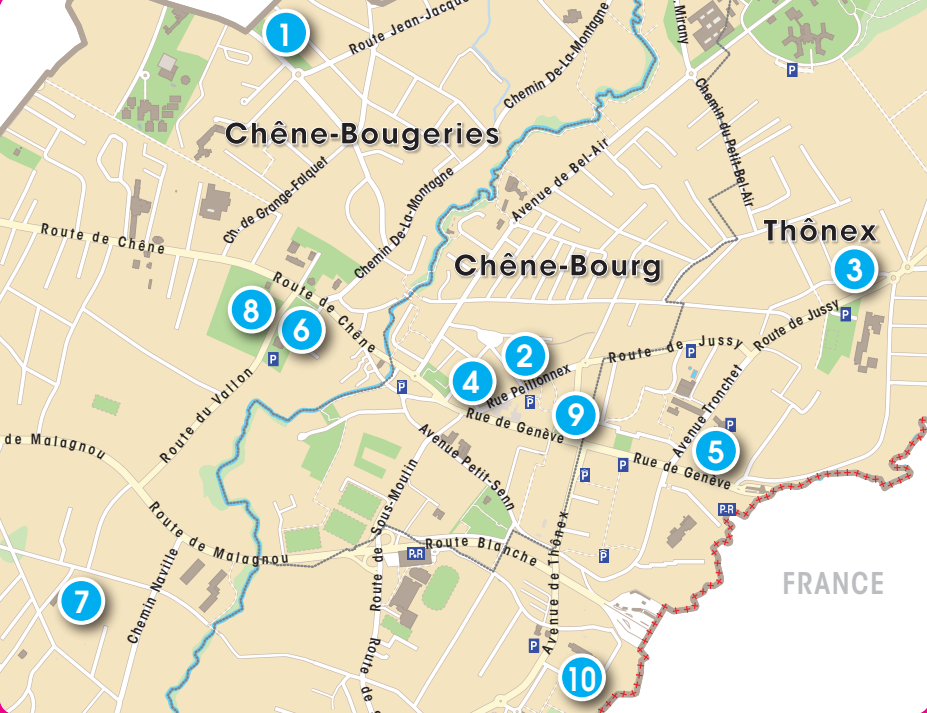 1
Route Jean-Jacque
Chemin De-La-Montagne
Mirany
P
Chêne-Bougeries
Chemin du Petit-Bel-Air
Avenue de Bel-Air
Ch. de Grange-Falquet
Chemin De-La-Montagne
Route de Chêne
Thônex
Chêne-Bourg
3
Route de Chêne
8
6
P
2
Route de Jussy
Route de Jussy
P
P
4
Rue Peillonnex
P
P
9
Rue de Genève
Avenue Tronchet
P
5
Route du Vallon
de Malagnou
Avenue Petit-Senn
P
P
Rue de Genève
P+R
Route de Sous-Moulin
Route de Malagnou
P+R
Route Blanche
P
Avenue de Thônex
FRANCE
7
Chemin Naville
Route de
P
10